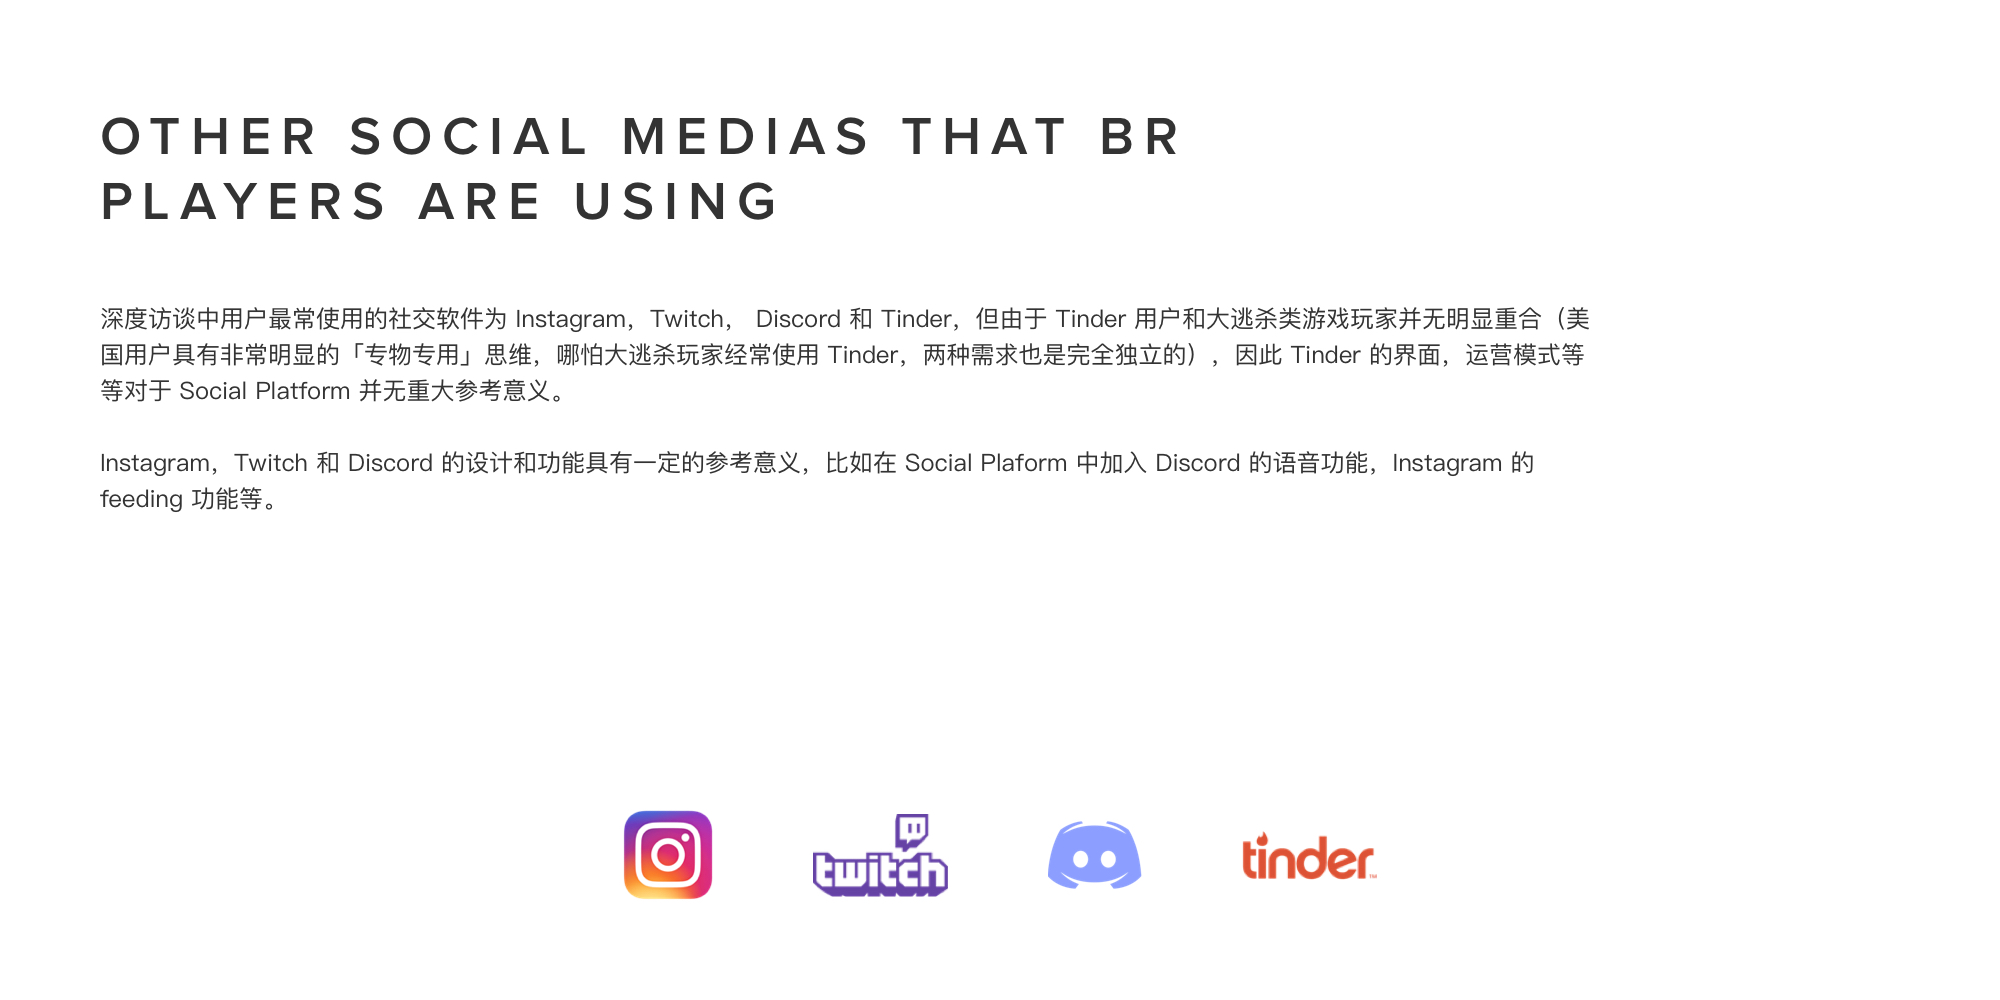 OTHER SOCIAL MEDIAS THAT BR
PLAYERS ARE USING
深度访谈中用户最常使用的社交软件为 Instagram，Twitch， Discord 和 Tinder，但由于 Tinder 用户和大逃杀类游戏玩家并无明显重合（美
国用户具有非常明显的「专物专用」思维，哪怕大逃杀玩家经常使用 Tinder，两种需求也是完全独立的），因此 Tinder 的界面，运营模式等
等对于 Social Platform 并无重大参考意义。
Instagram，Twitch 和 Discord 的设计和功能具有一定的参考意义，比如在 Social Plaform 中加入 Discord 的语音功能，Instagram 的
feeding 功能等。
twitch
tinder™